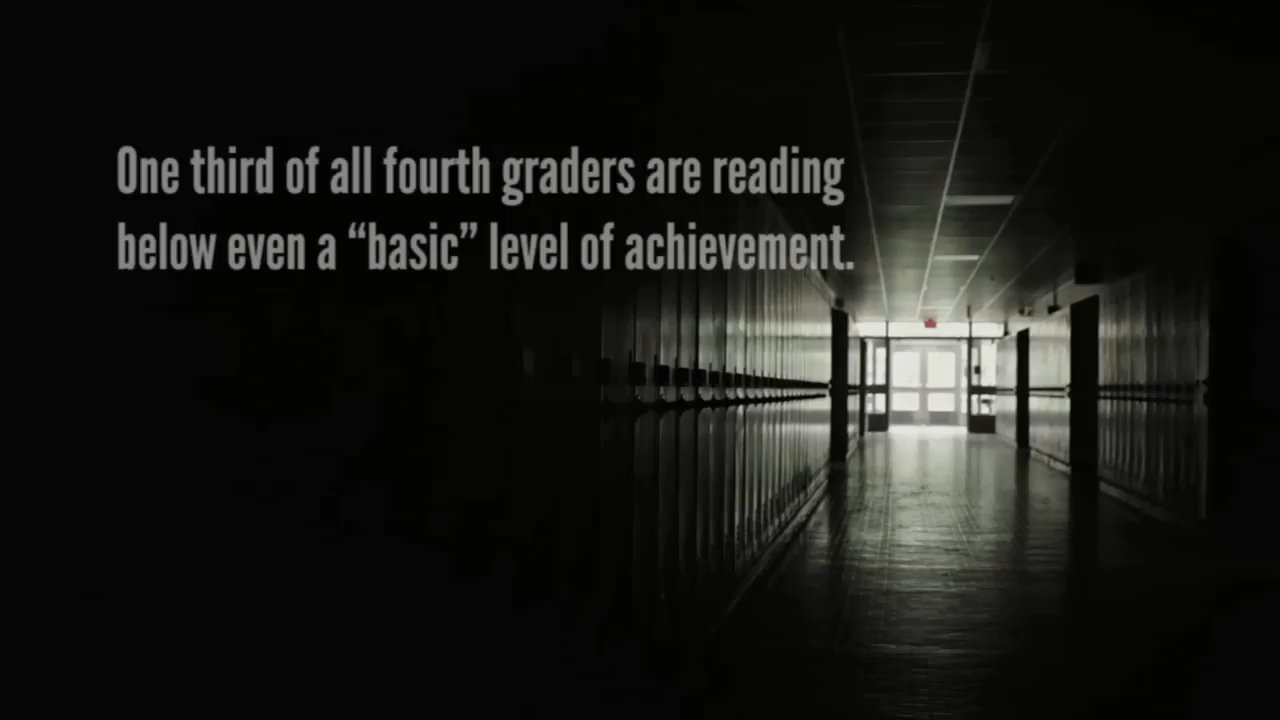 One third of all fourth graders are reading
below even a “basic” level of achievement.